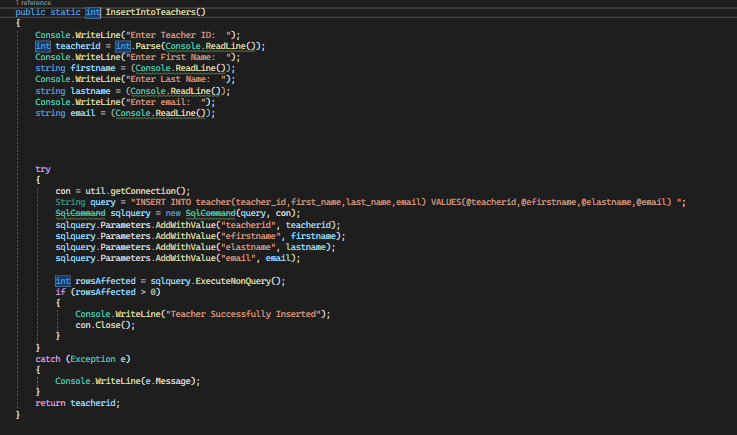 1 reference
public static int InsertIntoTeachers()
{
Console.WriteLine("Enter Teacher ID:  ");
int teacherid = int.Parse(Console.ReadLine());
Console.WriteLine("Enter First Name:  ");
string firstname = (Console.ReadLine());
Console.WriteLine("Enter Last Name:  ");
string lastname = (Console.ReadLine());
Console.WriteLine("Enter email:  ");
string email = (Console.ReadLine());
try
{
con = util.getConnection();
String query = "INSERT INTO teacher(teacher_id,first_name,last_name,email) VALUES(@teacherid,@efirstname,@elastname,@email) ";
SqlCommand sqlquery = new SqlCommand(query, con);
sqlquery.Parameters.AddWithValue("teacherid", teacherid);
sqlquery.Parameters.AddWithValue("efirstname", firstname);
sqlquery.Parameters.AddWithValue("elastname", lastname);
sqlquery.Parameters.AddWithValue("email", email);
int rowsAffected = sqlquery.ExecuteNonQuery();
if (rowsAffected > 0)
{
Console.WriteLine("Teacher Successfully Inserted");
con.Close();
}
}
catch (Exception e)
{
Console.WriteLine(e.Message);
}
return teacherid;
}